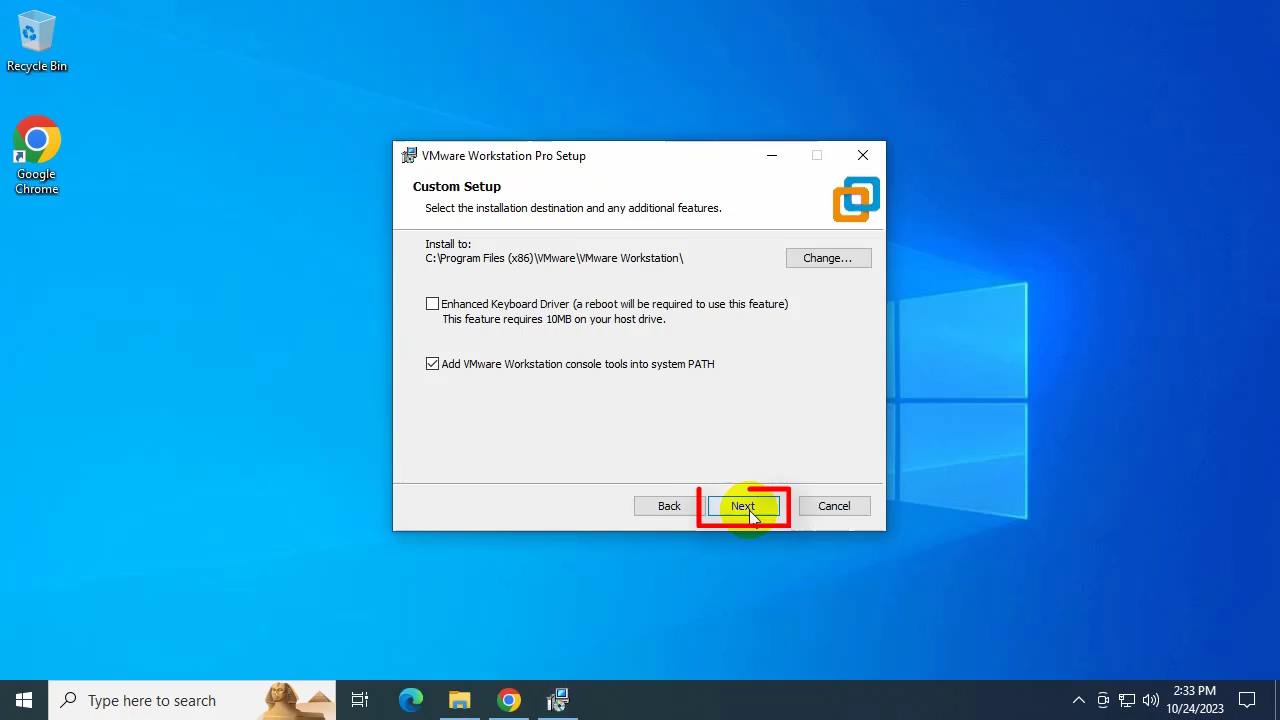 Recycle Bin
Google
Chrome
VMware Workstation Pro Setup
Custom Setup
Select the installation destination and any additional features.
Install to:
C:\Program Files (x86)\VMware\VMware Workstation\
Change...
Enhanced Keyboard Driver (a reboot will be required to use this feature)
This feature requires 10MB on your host drive.
Add VMware Workstation console tools into system PATH
Back
Next
Cancel
Type here to search
2:33 PM
10/24/2023